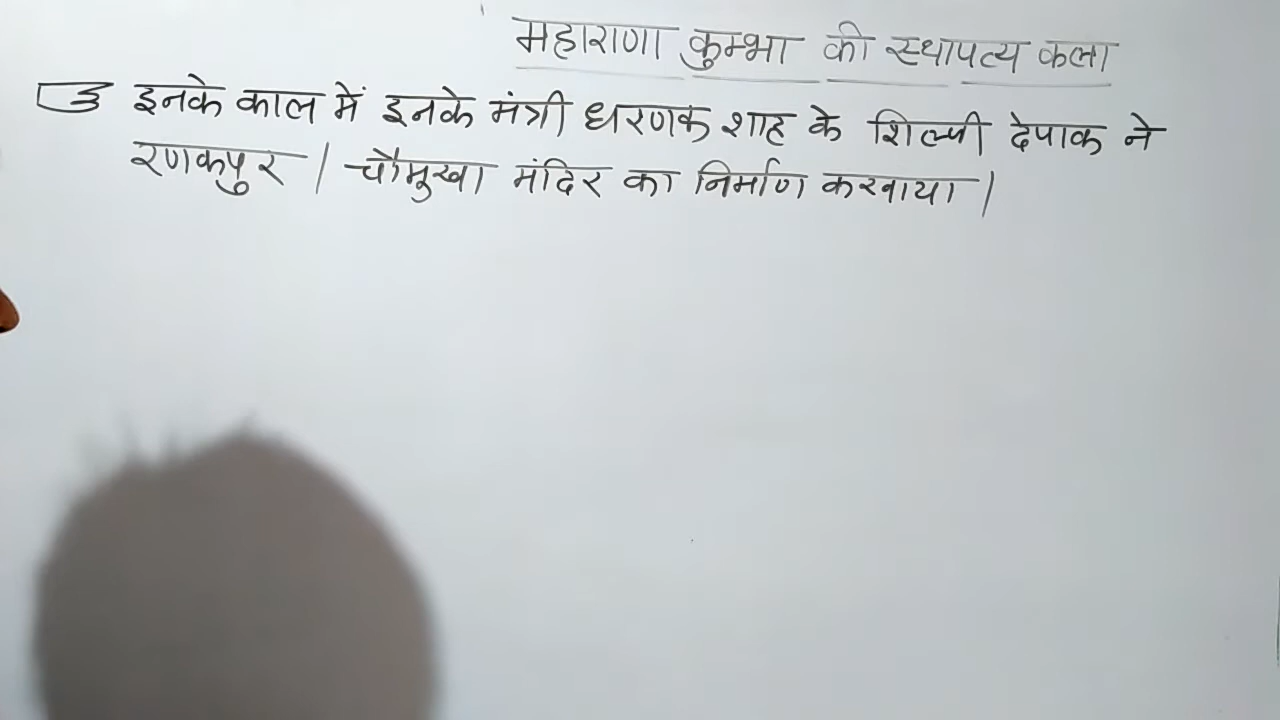 महाराणा कुम्भा की स्थापत्य कला
इनके काल में इनके मंत्री धरणक शाह के शिल्पी देपाक ने
रणकपुर / चौमुखा मंदिर का निर्माण करवाया |